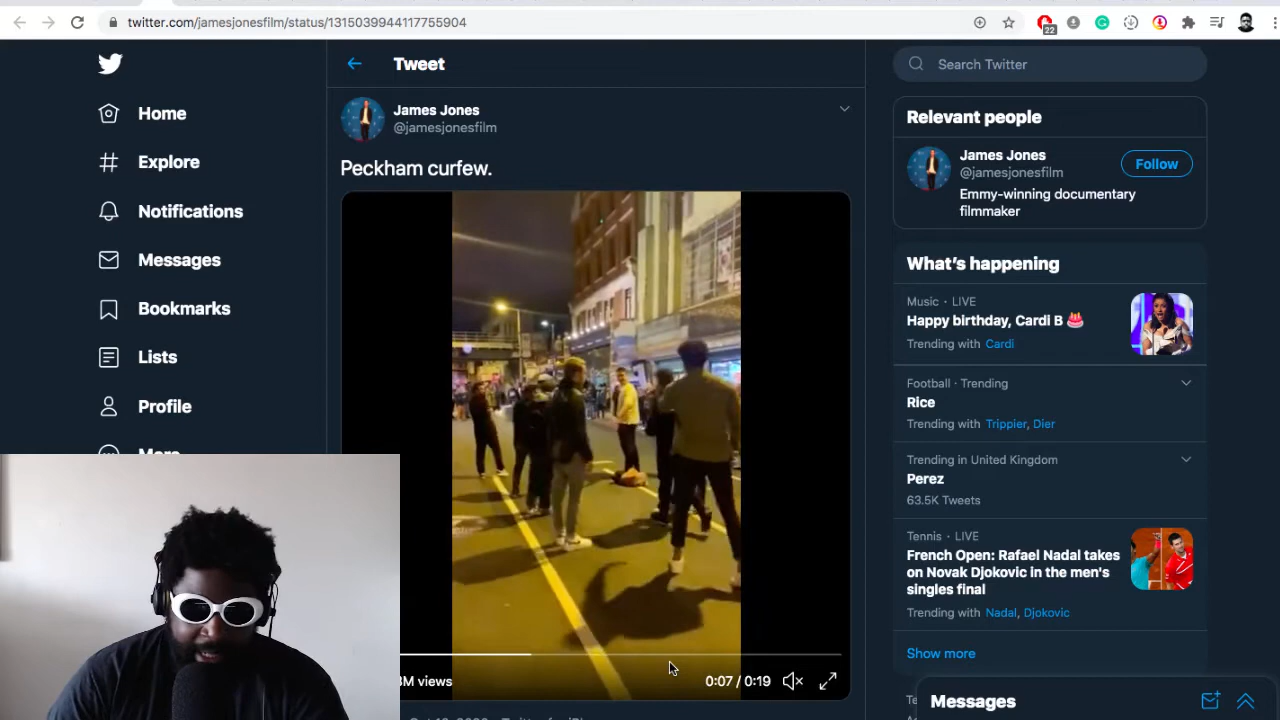 twitter.com/jamesjonesfilm/status/1315039944117755904
22
Home
Explore
Notifications
Messages
Bookmarks
Lists
Profile
More
Tweet
James Jones
@jamesjonesfilm
Peckham curfew.
M views
0:07 / 0:19
Search Twitter
Relevant people
James Jones
@jamesjonesfilm
Follow
Emmy-winning documentary
filmmaker
What's happening
Music · LIVE
Happy birthday, Cardi B 🎂
Trending with Cardi
Football · Trending
Rice
Trending with Trippier, Dier
Trending in United Kingdom
Perez
63.5K Tweets
Tennis · LIVE
French Open: Rafael Nadal takes
on Novak Djokovic in the men's
singles final
Trending with Nadal, Djokovic
Show more
Messages